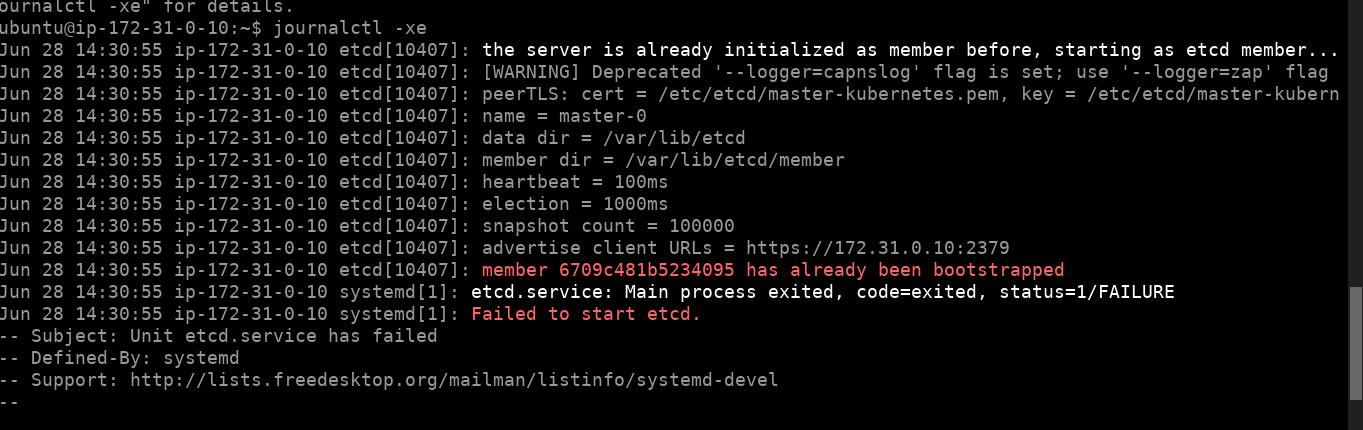 ournalctl -xe" for details.
ubuntu@ip-172-31-0-10:~$ journalctl -xe
Jun 28 14:30:55 ip-172-31-0-10 etcd[10407]: the server is already initialized as member before, starting as etcd member...
Jun 28 14:30:55 ip-172-31-0-10 etcd[10407]: [WARNING] Deprecated '--logger=capnslog' flag is set; use '--logger=zap' flag
Jun 28 14:30:55 ip-172-31-0-10 etcd[10407]: peerTLS: cert = /etc/etcd/master-kubernetes.pem, key = /etc/etcd/master-kubern
Jun 28 14:30:55 ip-172-31-0-10 etcd[10407]: name = master-0
Jun 28 14:30:55 ip-172-31-0-10 etcd[10407]: data dir = /var/lib/etcd
Jun 28 14:30:55 ip-172-31-0-10 etcd[10407]: member dir = /var/lib/etcd/member
Jun 28 14:30:55 ip-172-31-0-10 etcd[10407]: heartbeat = 100ms
Jun 28 14:30:55 ip-172-31-0-10 etcd[10407]: election = 1000ms
Jun 28 14:30:55 ip-172-31-0-10 etcd[10407]: snapshot count = 100000
Jun 28 14:30:55 ip-172-31-0-10 etcd[10407]: advertise client URLs = https://172.31.0.10:2379
Jun 28 14:30:55 ip-172-31-0-10 etcd[10407]: member 6709c481b5234095 has already been bootstrapped
Jun 28 14:30:55 ip-172-31-0-10 systemd[1]: etcd.service: Main process exited, code=exited, status=1/FAILURE
Jun 28 14:30:55 ip-172-31-0-10 systemd[1]: Failed to start etcd.
-- Subject: Unit etcd.service has failed
-- Defined-By: systemd
-- Support: http://lists.freedesktop.org/mailman/listinfo/systemd-devel
--